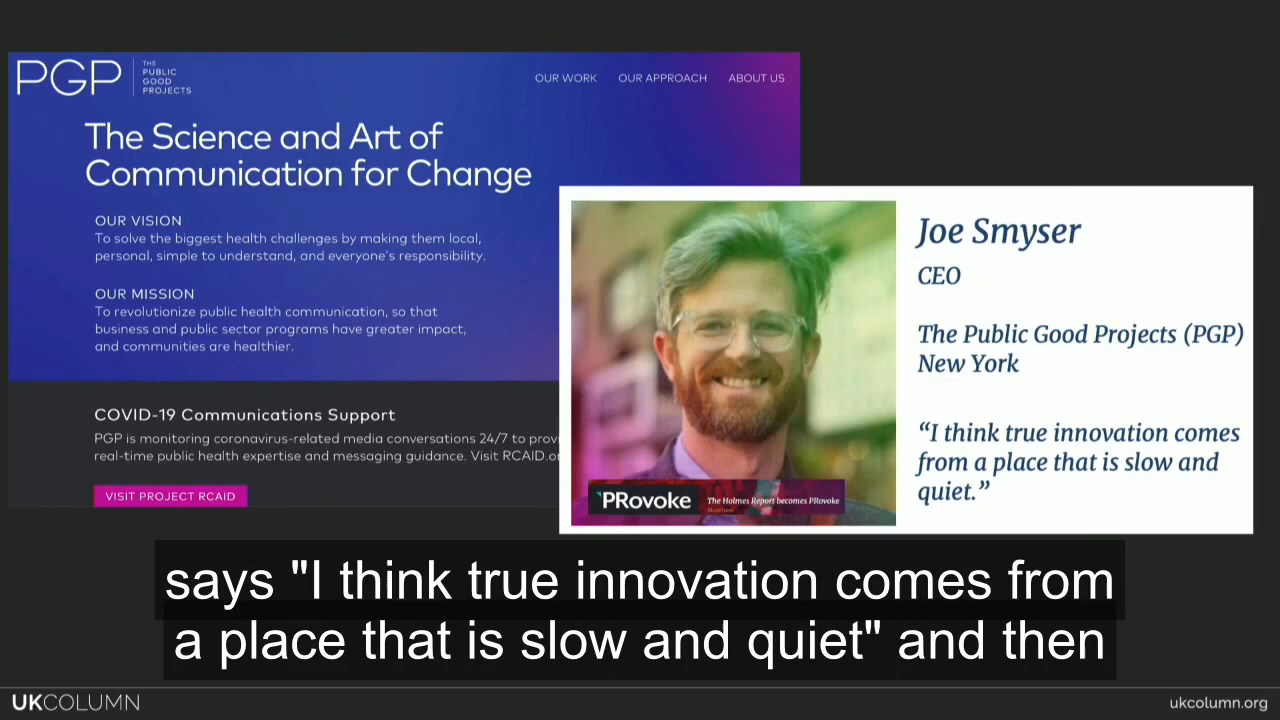 PGP
THE
PUBLIC
GOOD
PROJECTS
OUR WORK OUR APPROACH ABOUT US
The Science and Art of
Communication for Change
OUR VISION
To solve the biggest health challenges by making them local,
personal, simple to understand, and everyone's responsibility.
OUR MISSION
To revolutionize public health communication, so that
business and public sector programs have greater impact,
and communities are healthier.
COVID-19 Communications Support
PGP is monitoring coronavirus-related media conversations 24/7 to
real-time public health expertise and messaging guidance. Visit
VISIT PROJECT RCAID
Joe Smyser
CEO
The Public Good Projects (PGP)
New York
“I think true innovation comes
from a place that is slow and
quiet.”
PRovoke
The Holmes Report becomes PRovoke
says "I think true innovation comes from
a place that is slow and quiet" and then
UKCOLUMN
ukcolumn.org